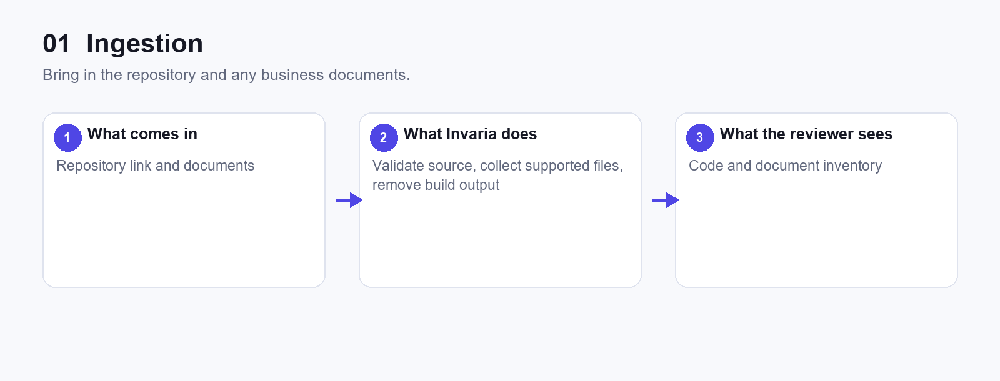 01 Ingestion
Bring in the repository and any business documents.
1 What comes in
Repository link and documents
2 What Invaria does
Validate source, collect supported files,
remove build output
3 What the reviewer sees
Code and document inventory